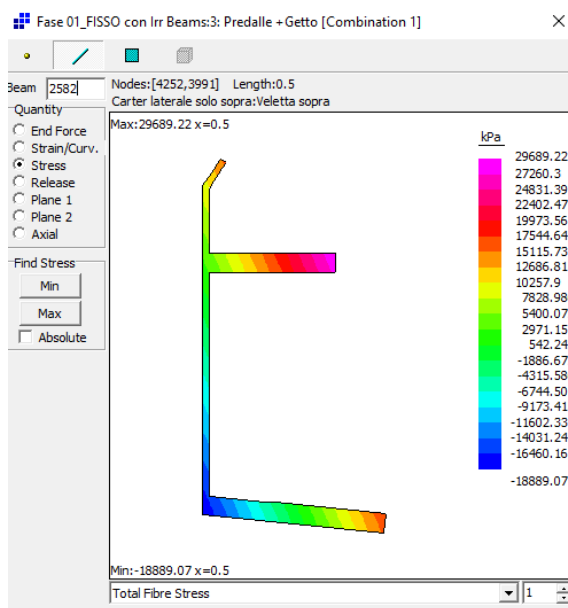 Fase 01_FISSO con Irr Beams:3: Predalle +Getto [Combination 1]
Beam 2582 Nodes:[4252,3991] Length:0.5
Carter laterale solo sopra:Veletta sopra
Quantity
End Force
Strain/Curv.
Stress
Release
Plane 1
Plane 2
Axial
Find Stress
Min
Max
Absolute
Max:29689.22 x=0.5
kPa
29689.22
27260.3
24831.39
22402.47
19973.56
17544.64
15115.73
12686.81
10257.9
7828.98
5400.07
2971.15
542.24
-1886.67
-4315.58
-6744.50
-9173.41
-11602.33
-14031.24
-16460.16
-18889.07
Min:-18889.07 x=0.5
Total Fibre Stress 1